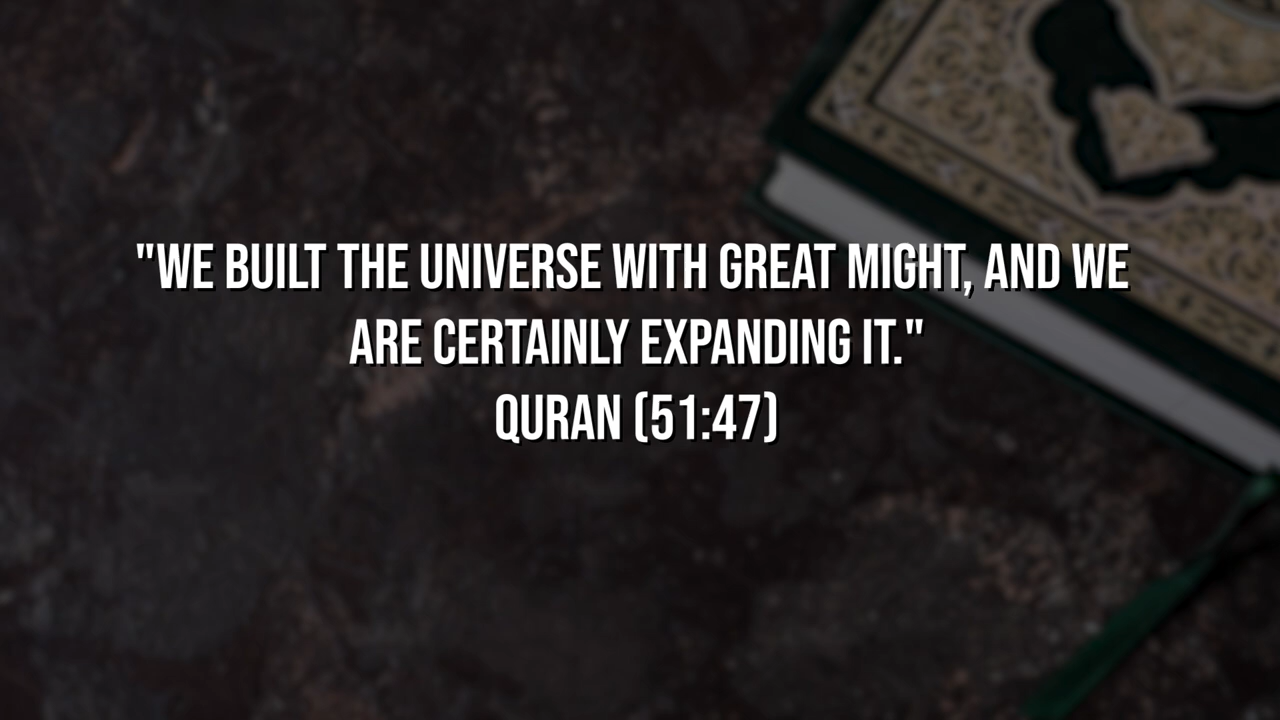 "WE BUILT THE UNIVERSE WITH GREAT MIGHT, AND WE
ARE CERTAINLY EXPANDING IT."
QURAN (51:47)